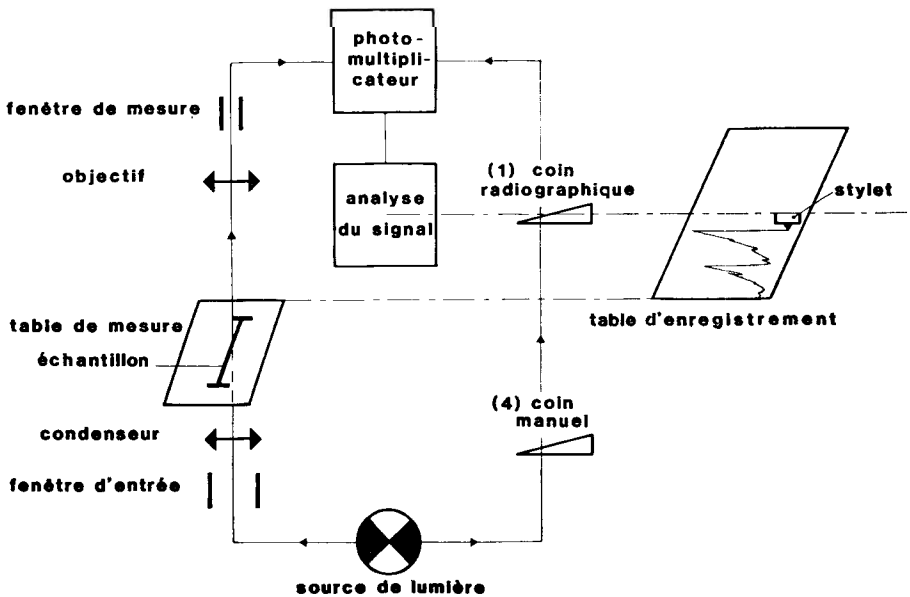 photo-
multipli-
cateur
fenêtre de mesure
objectif
analyse
du signal
(1) coin
radiographique
stylet
table de mesure
échantillon
table d'enregistrement
(4) coin
manuel
condenseur
fenêtre d'entrée
source de lumière